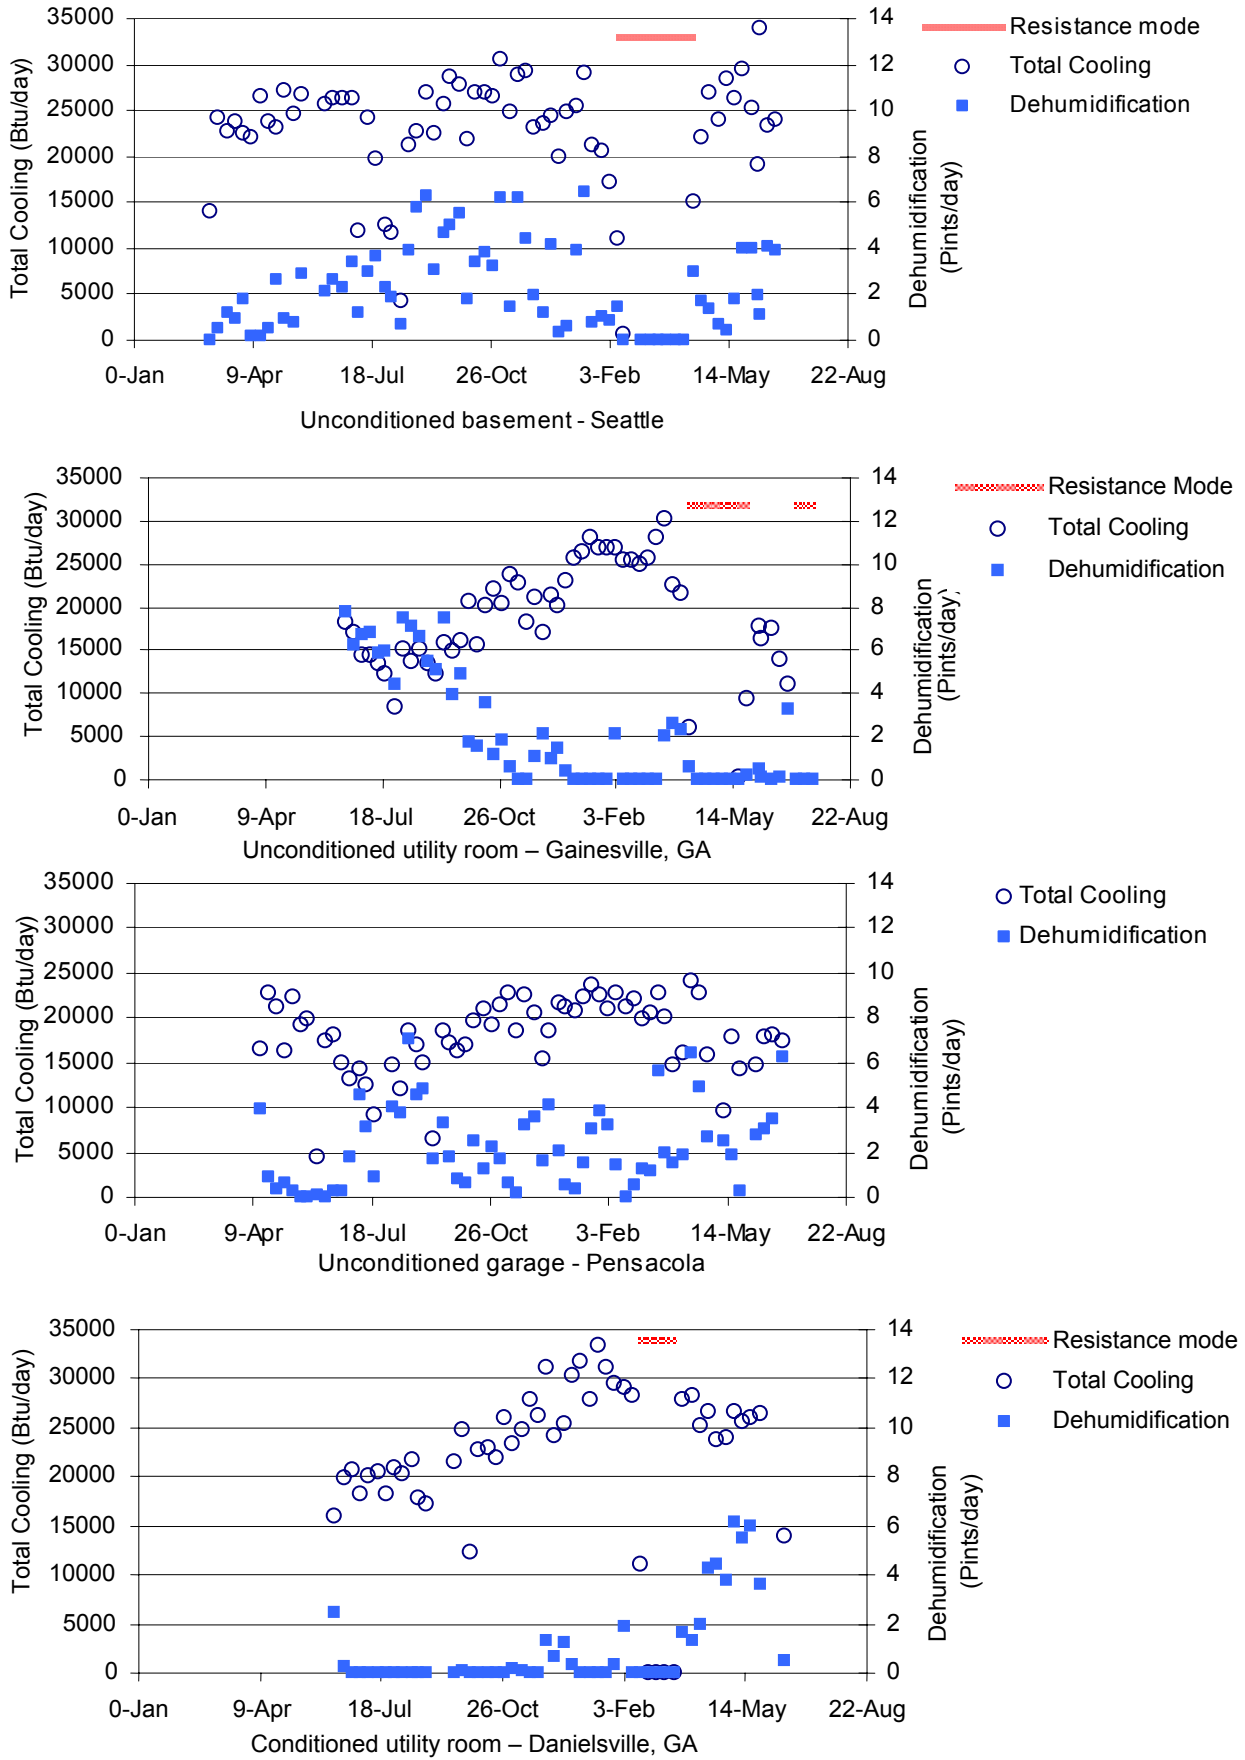 35000
30000
25000
20000
15000
10000
5000
0
Total Cooling (Btu/day)
14
12
10
8
6
4
2
0
Dehumidification
(Pints/day)
Resistance mode
Total Cooling
Dehumidification
0-Jan 9-Apr 18-Jul 26-Oct 3-Feb 14-May 22-Aug
Unconditioned basement - Seattle
35000
30000
25000
20000
15000
10000
5000
0
Total Cooling (Btu/day)
14
12
10
8
6
4
2
0
Dehumidification
(Pints/day)
Resistance Mode
Total Cooling
Dehumidification
0-Jan 9-Apr 18-Jul 26-Oct 3-Feb 14-May 22-Aug
Unconditioned utility room – Gainesville, GA
35000
30000
25000
20000
15000
10000
5000
0
Total Cooling (Btu/day)
14
12
10
8
6
4
2
0
Dehumidification
(Pints/day)
Total Cooling
Dehumidification
0-Jan 9-Apr 18-Jul 26-Oct 3-Feb 14-May 22-Aug
Unconditioned garage - Pensacola
35000
30000
25000
20000
15000
10000
5000
0
Total Cooling (Btu/day)
14
12
10
8
6
4
2
0
Dehumidification
(Pints/day)
Resistance mode
Total Cooling
Dehumidification
0-Jan 9-Apr 18-Jul 26-Oct 3-Feb 14-May 22-Aug
Conditioned utility room – Danielsville, GA